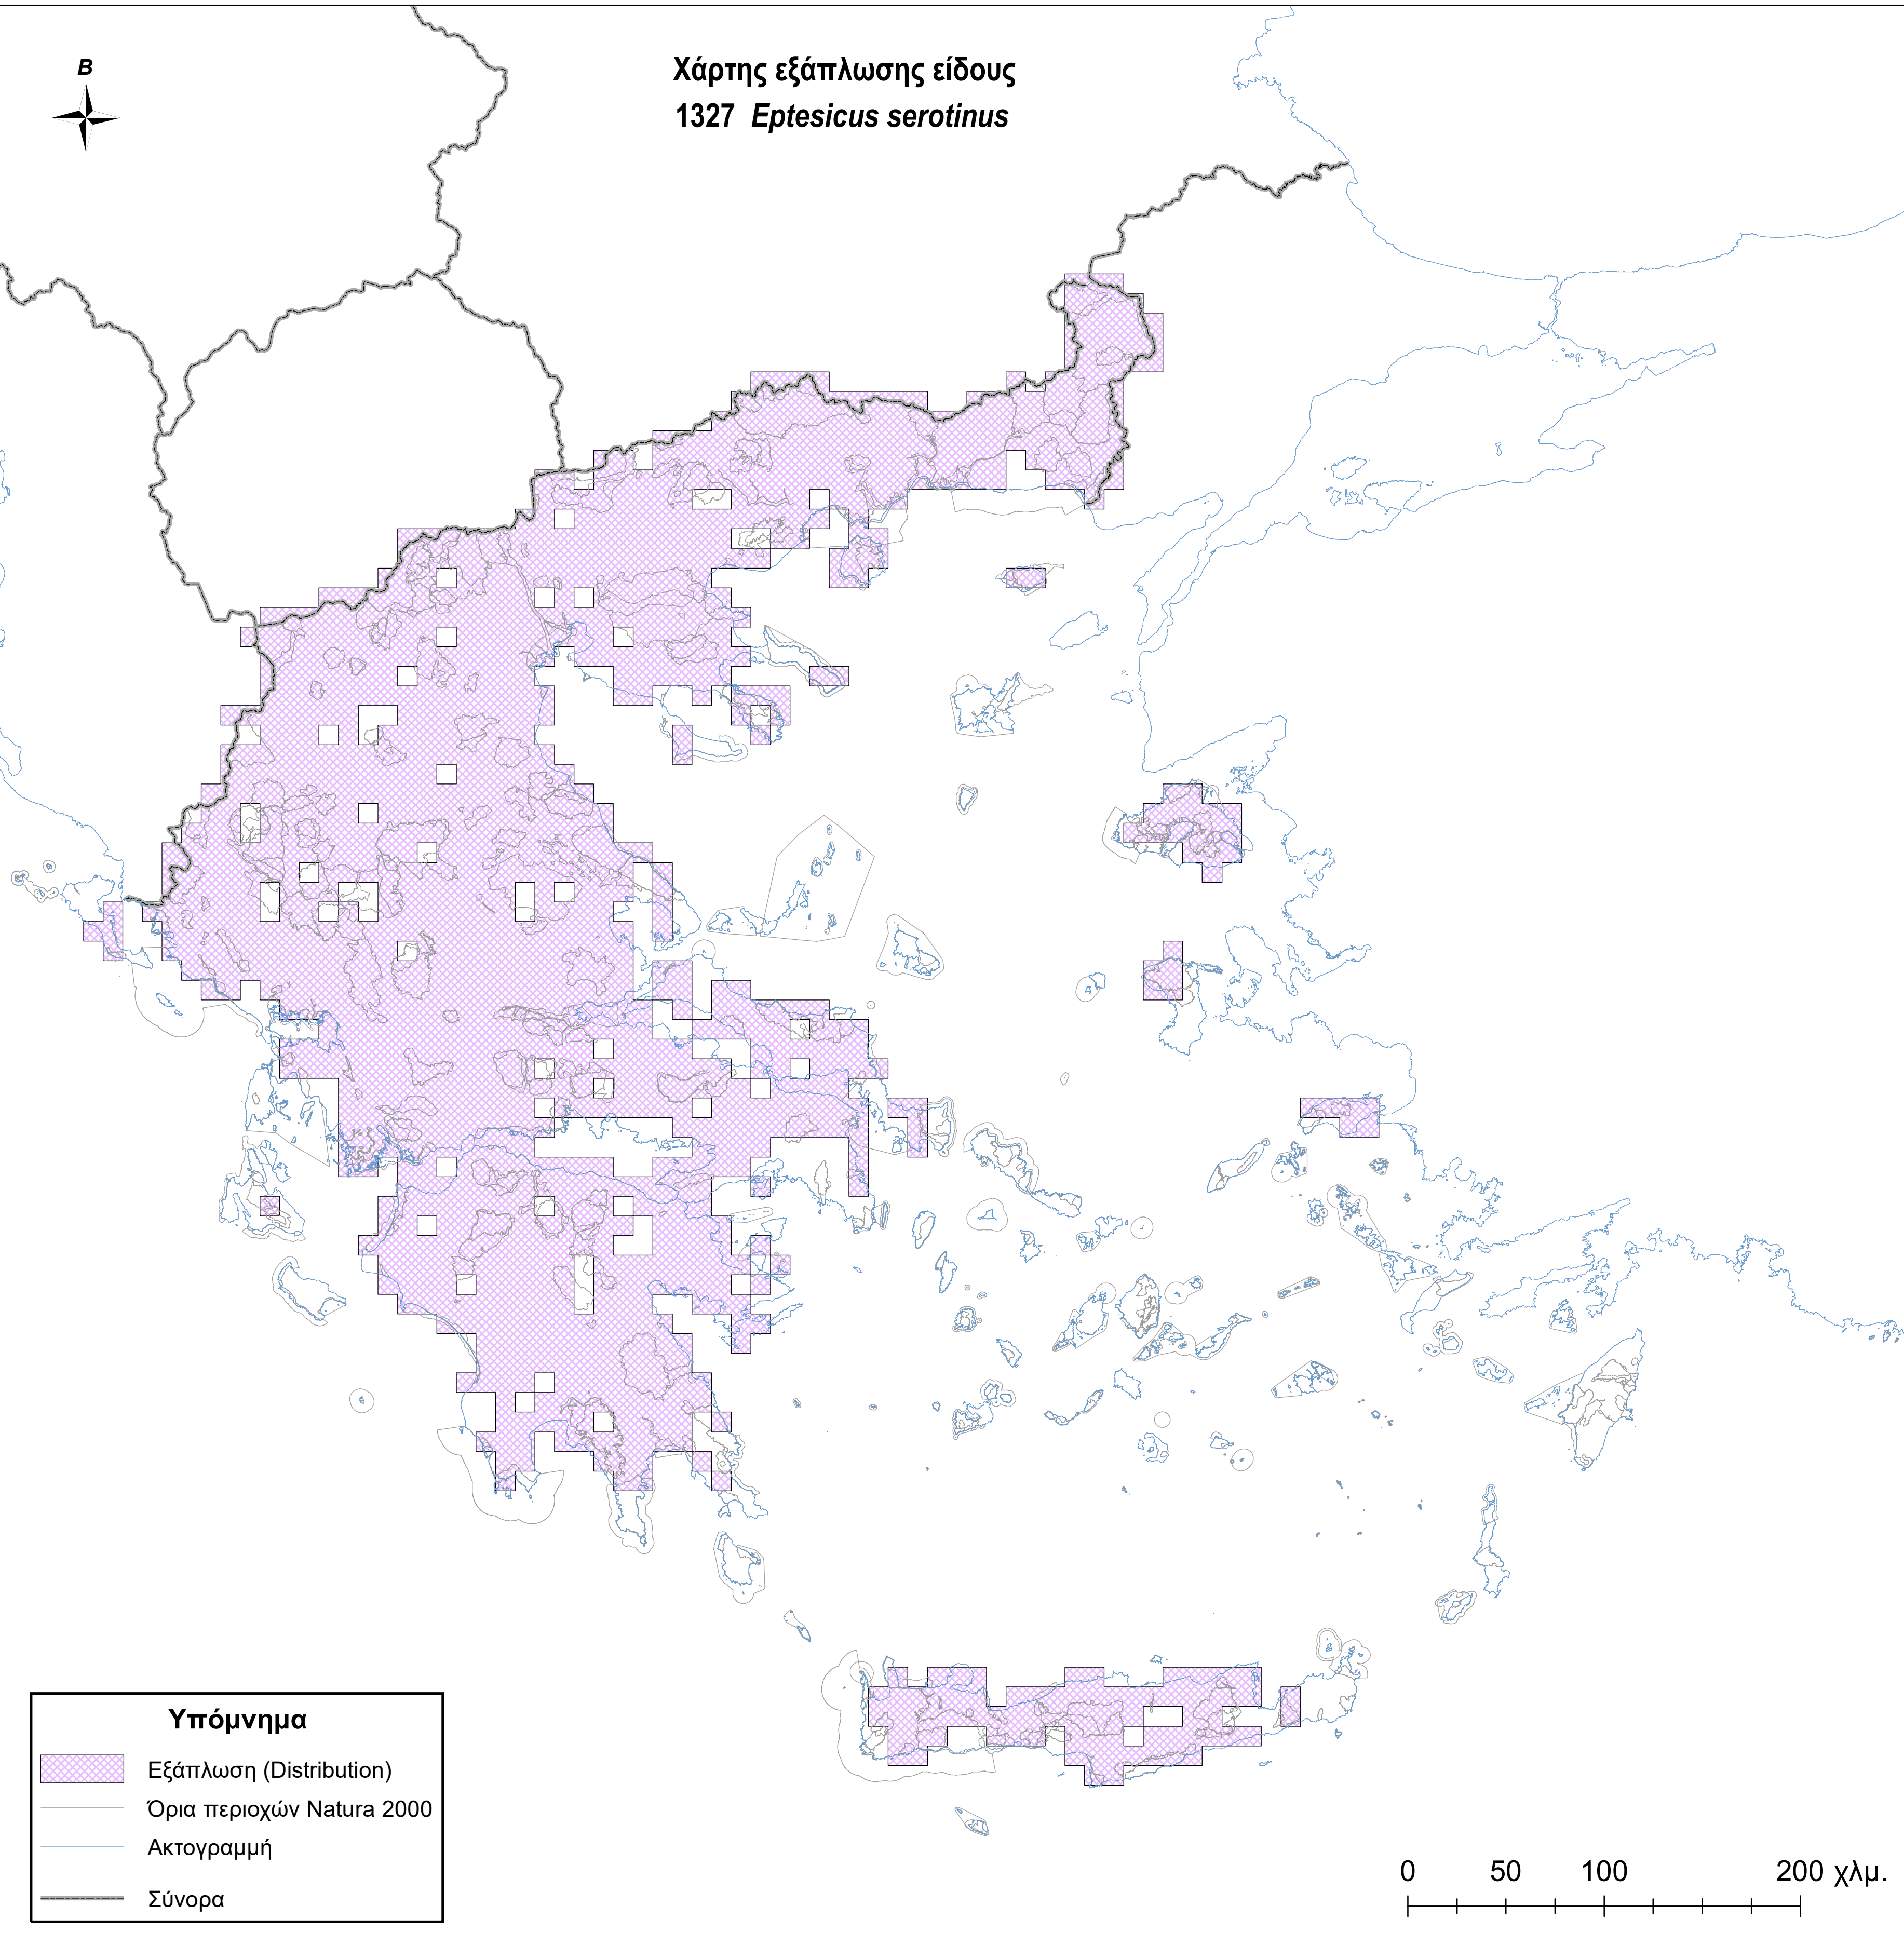 B
Χάρτης εξάπλωσης είδους
1327 Eptesicus serotinus
Υπόμνημα
Εξάπλωση (Distribution)
Όρια περιοχών Natura 2000
Ακτογραμμή
Σύνορα
0 50 100 200 χλμ.